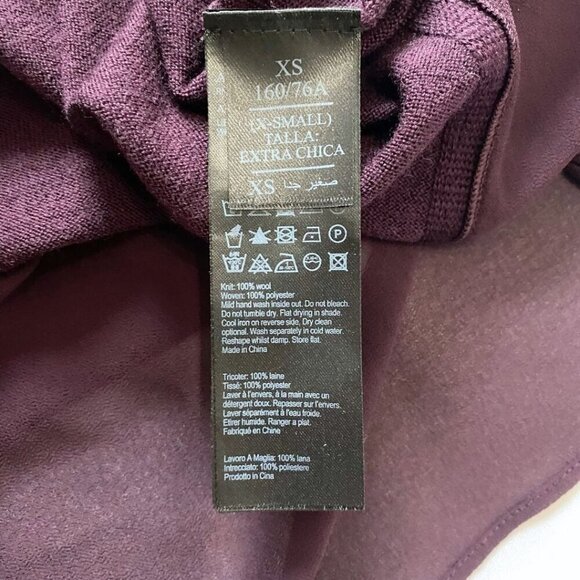 XS
160/76A
(X-SMALL)
TALLA:
EXTRA CHICA
XS صغير جدا
Knit: 100% wool
Woven: 100% polyester
Mild hand wash inside out. Do not bleach.
Do not tumble dry. Flat drying in shade.
Cool iron on reverse side. Dry clean
optional. Wash separately in cold water.
Reshape whilst damp. Store flat.
Made in China
Tricoter: 100% laine
Tissé: 100% polyester
Laver à l'envers, à la main avec un
détergent doux. Repasser sur l'envers.
Laver séparément à l'eau froide.
Etirer humide. Ranger a plat.
Fabriqué en Chine
Lavoro A Maglia: 100% lana
Intrecciato: 100% poliestere
Prodotto in Cina